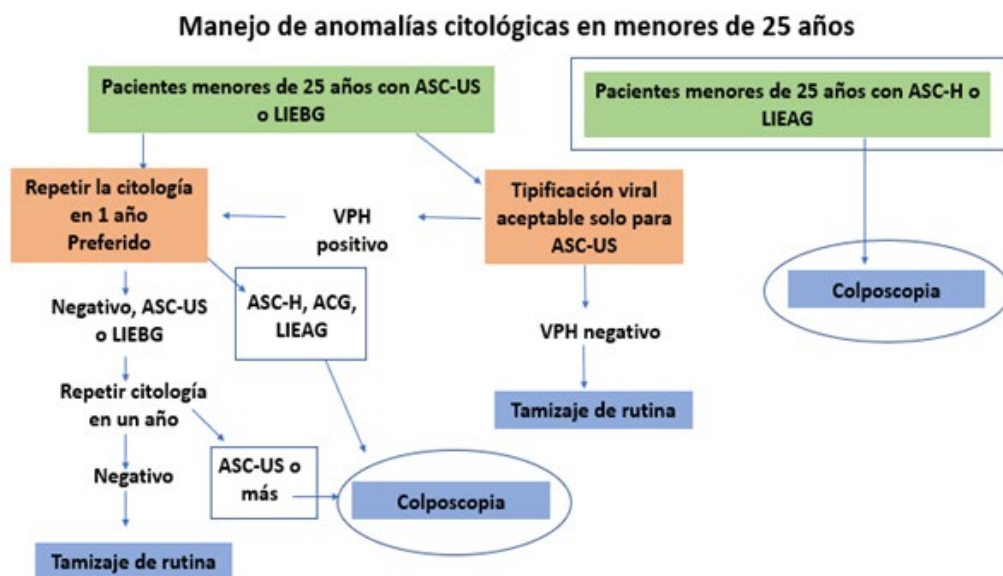 Manejo de anomalías citológicas en menores de 25 años
Pacientes menores de 25 años con ASC-US
o LIEBG
Pacientes menores de 25 años con ASC-H o
LIEAG
Repetir la citología
en 1 año
Preferido
VPH
positivo
Tipificación viral
aceptable solo para
ASC-US
Negativo, ASC-US
o LIEBG
ASC-H, ACG,
LIEAG
VPH negativo
Colposcopia
Repetir citología
en un año
Tamizaje de rutina
Negativo
ASC-US o
más
Colposcopia
Tamizaje de rutina